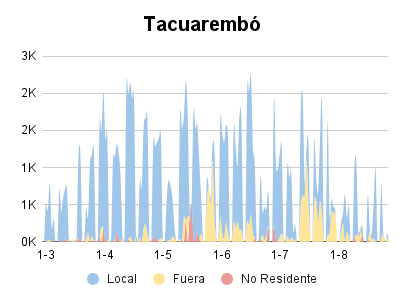 Tacuarembó
3K
2K
2K
1K
1K
0K
1-3 1-4 1-5 1-6 1-7 1-8
Local Fuera No Residente